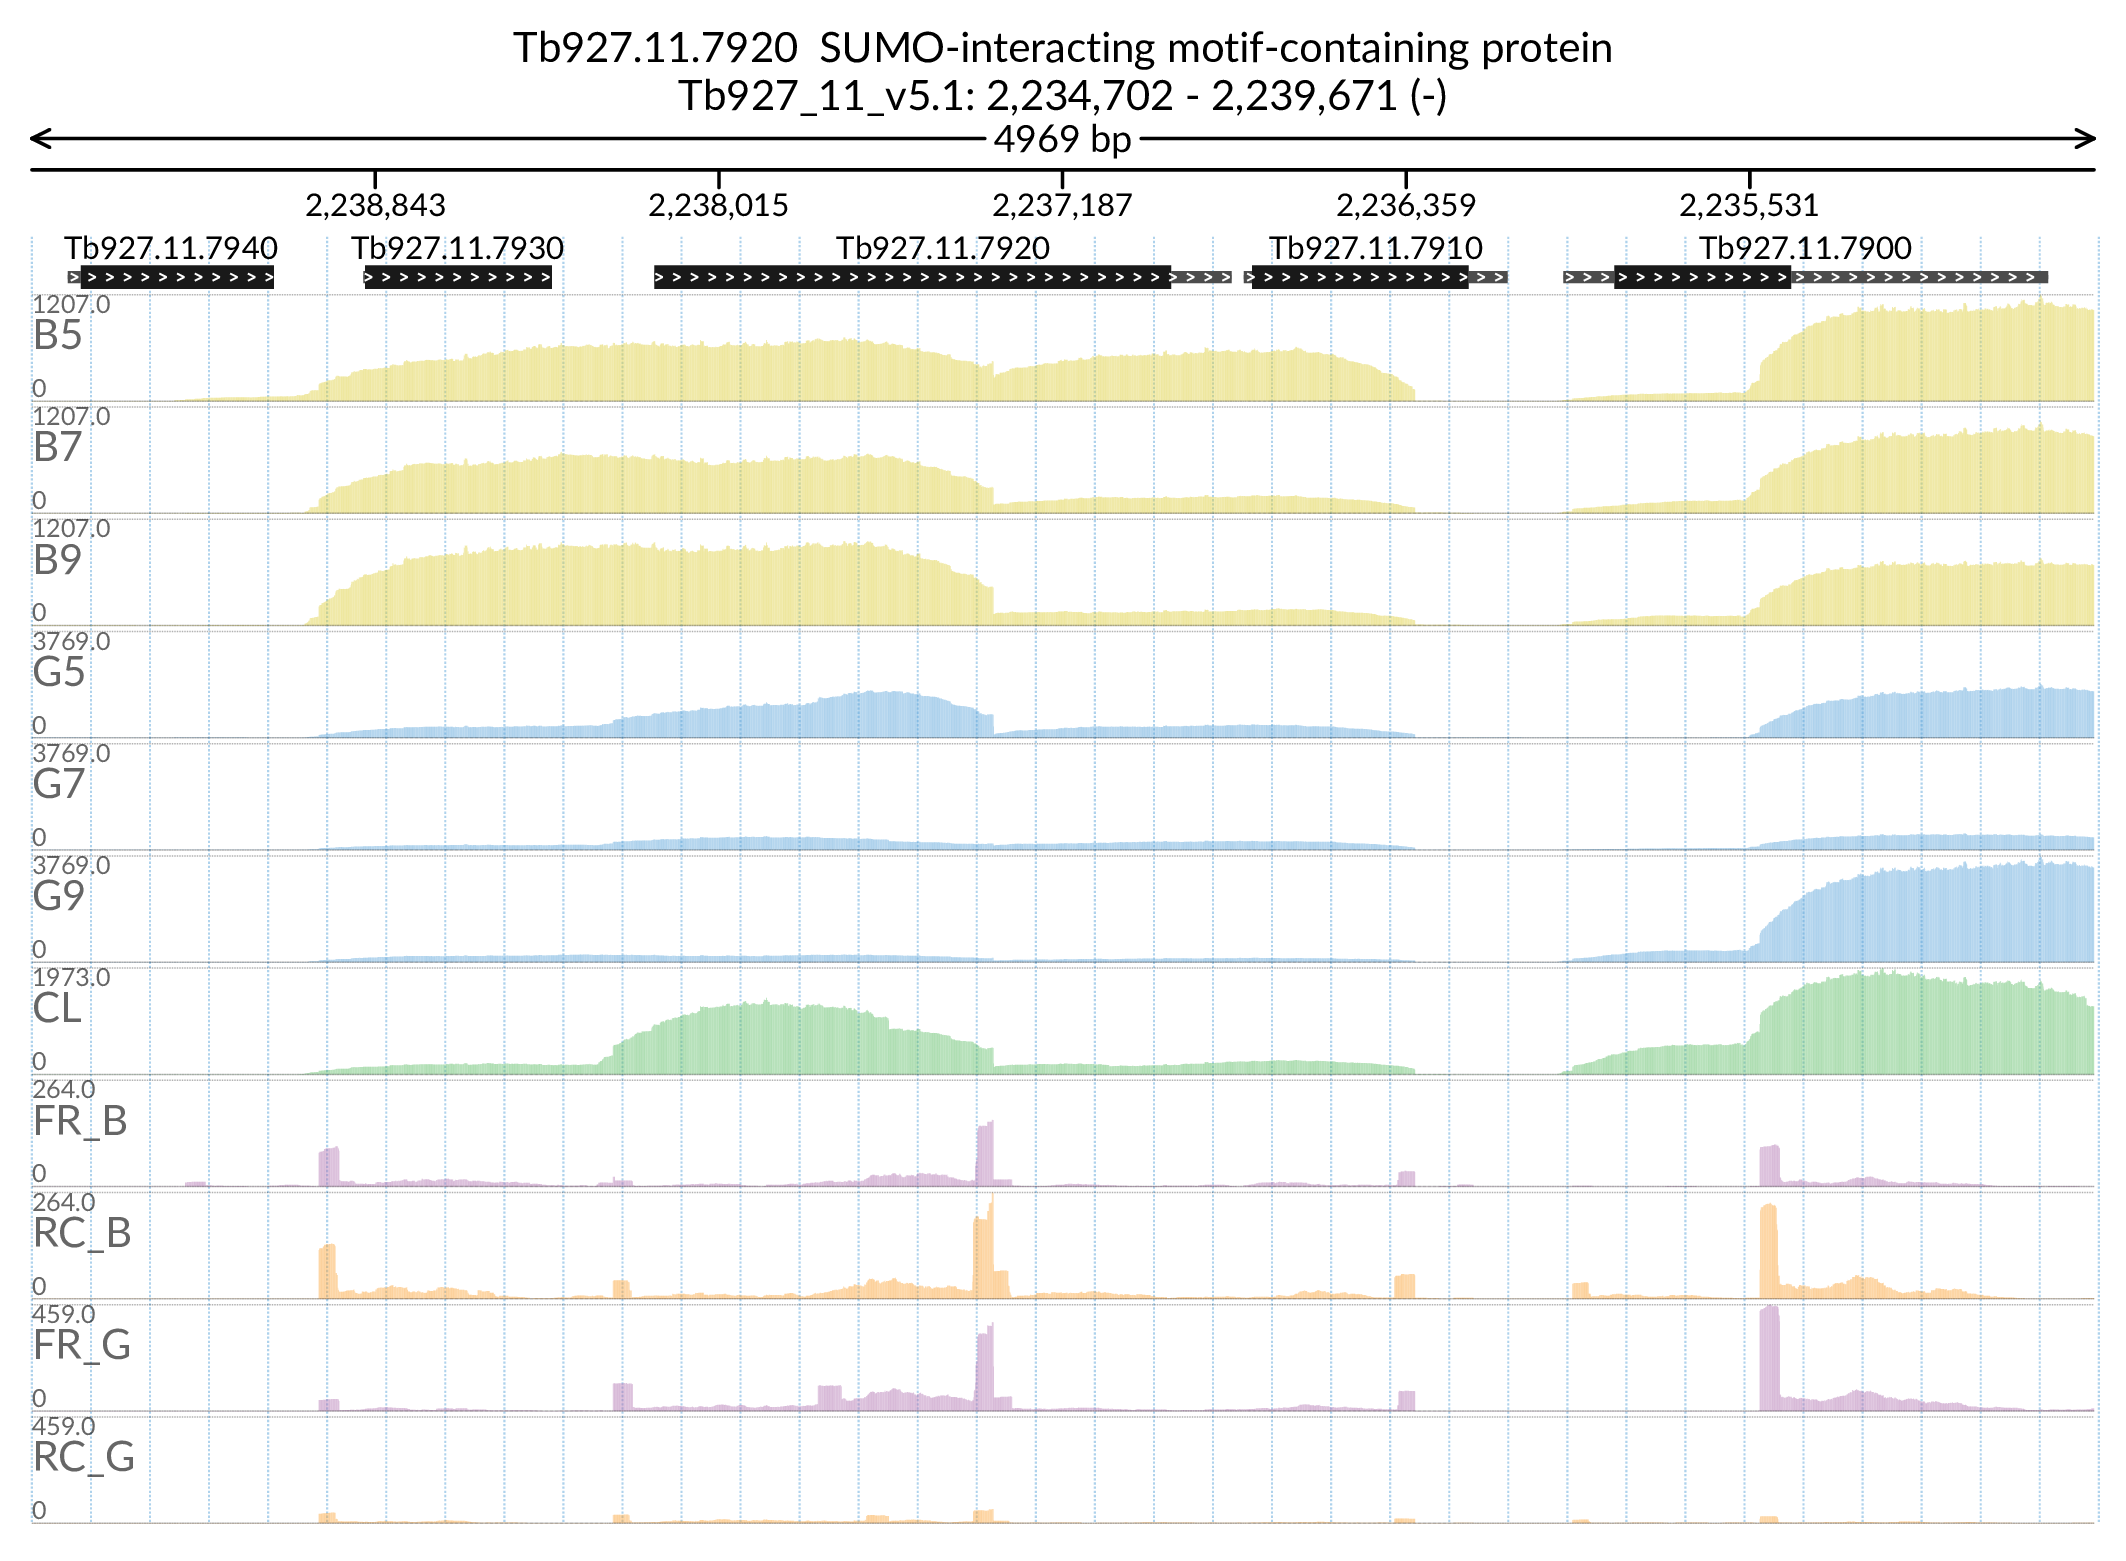 Tb927.11.7920 SUMO-interacting motif-containing protein
Tb927_11_v5.1: 2,234,702 - 2,239,671 (-)
4969 bp
2,238,843 2,238,015 2,237,187 2,236,359 2,235,531
Tb927.11.7940 Tb927.11.7930 Tb927.11.7920 Tb927.11.7910 Tb927.11.7900
1207.0
B5
0
1207.0
B7
0
1207.0
B9
0
3769.0
G5
0
3769.0
G7
0
3769.0
G9
0
1973.0
CL
0
264.0
FR_B
0
264.0
RC_B
0
459.0
FR_G
0
459.0
RC_G
0